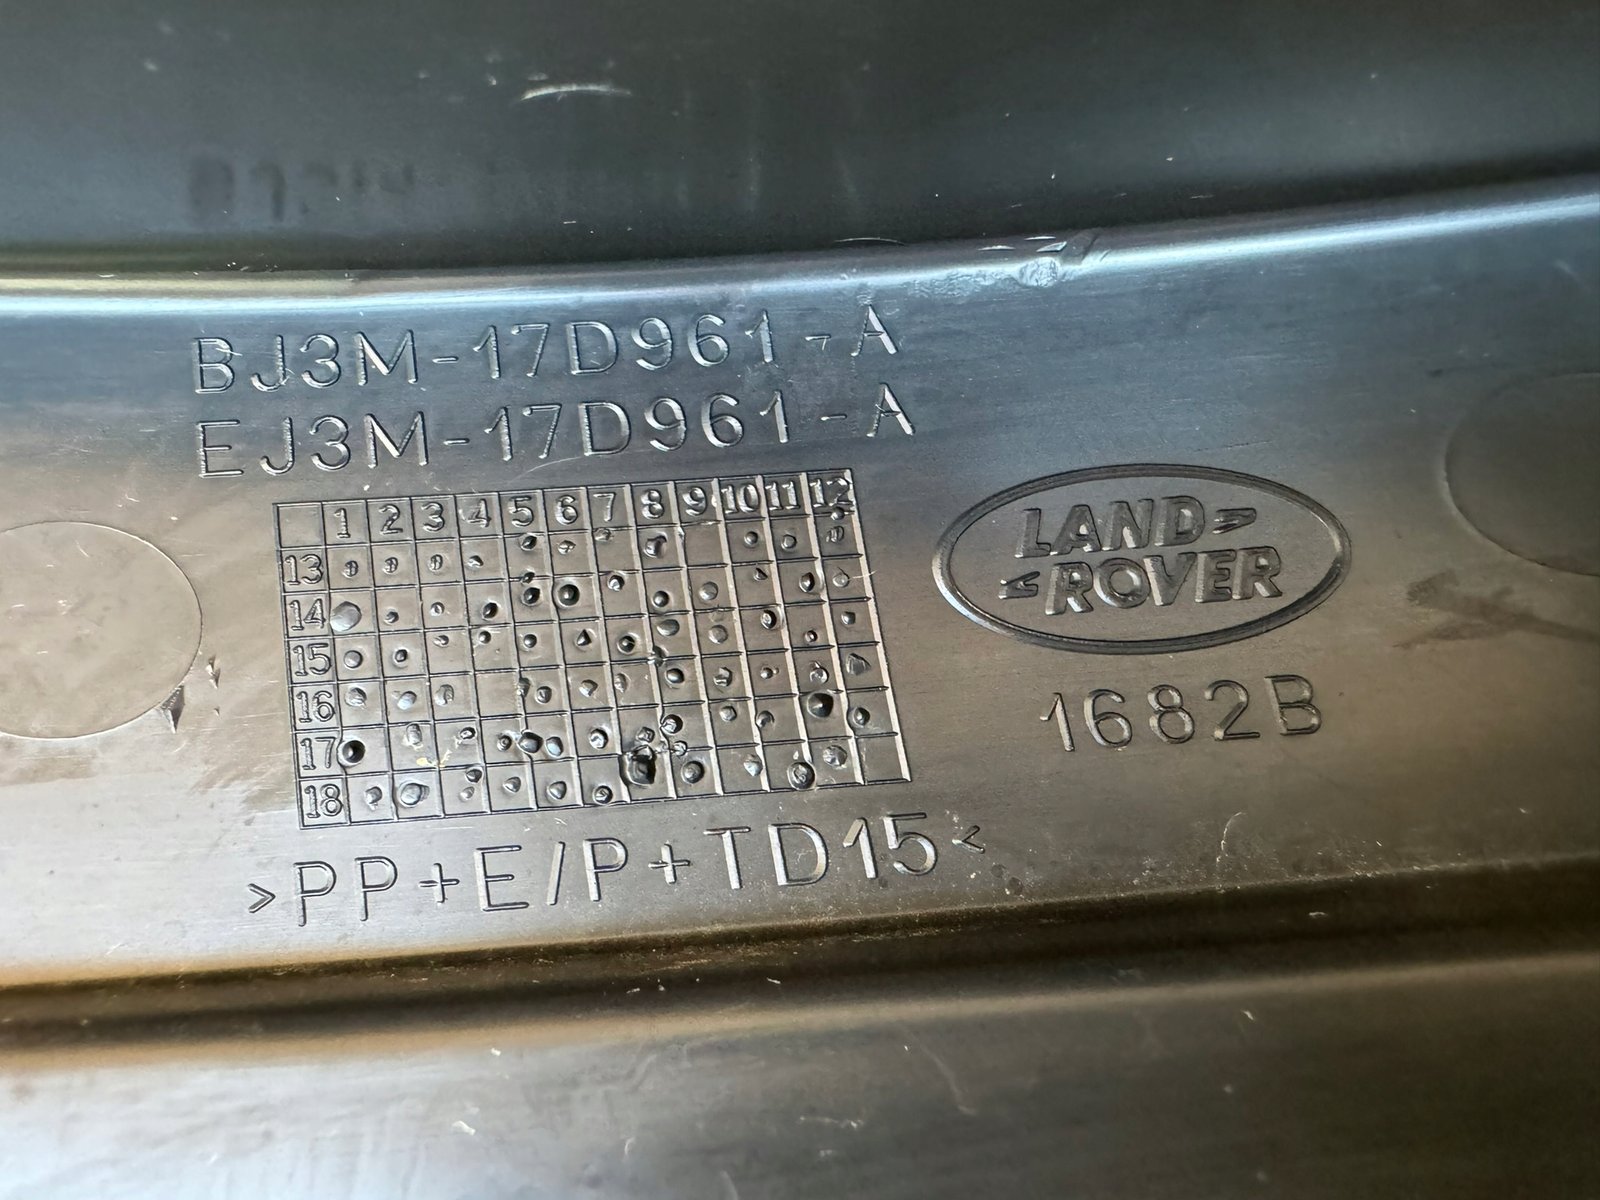 BJ3M-17D961-A
EJ3M-17D961-A
1 2 3 4 5 6 7 8 9 10 11 12
13
14
15
16
17
18
LAND
ROVER
1682B
>PP+E/P+TD15<